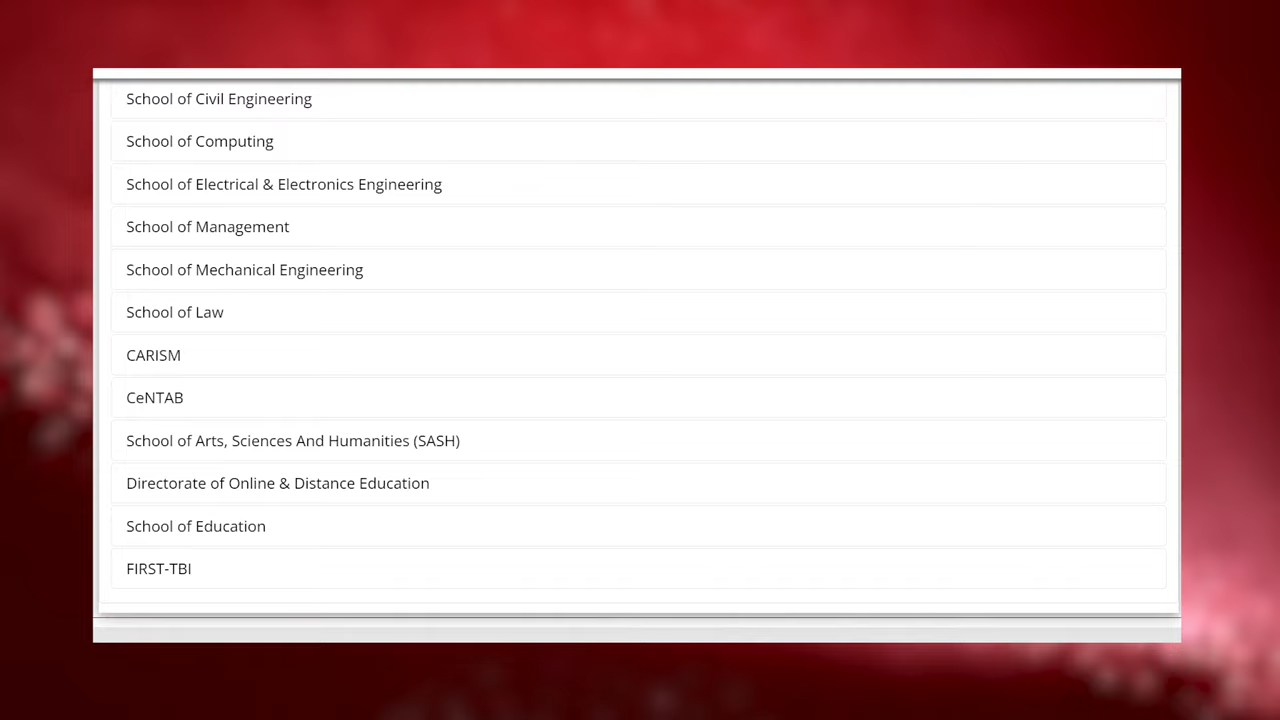 School of Civil Engineering
School of Computing
School of Electrical & Electronics Engineering
School of Management
School of Mechanical Engineering
School of Law
CARISM
CeNTAB
School of Arts, Sciences And Humanities (SASH)
Directorate of Online & Distance Education
School of Education
FIRST-TBI